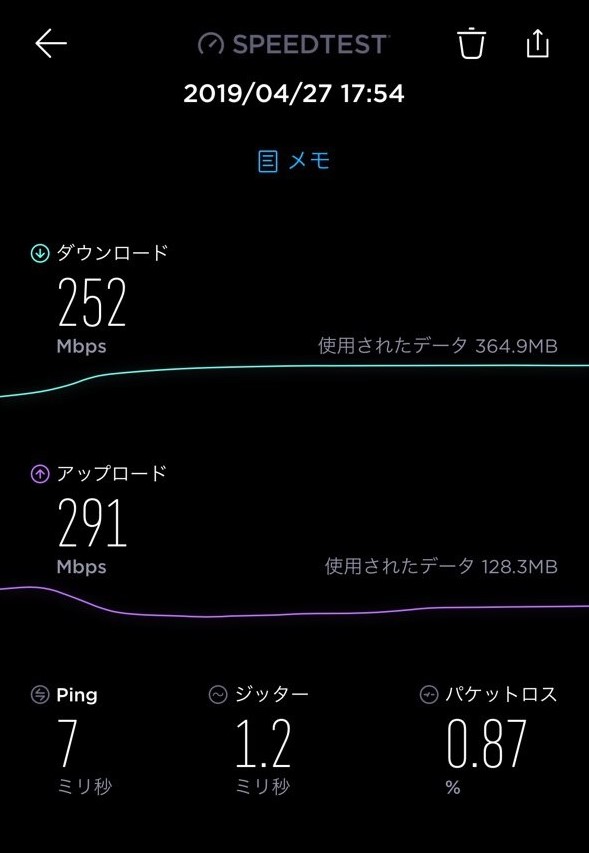 SPEEDTEST
2019/04/27 17:54
メモ
ダウンロード
252
Mbps 使用されたデータ 364.9MB
アップロード
291
Mbps 使用されたデータ 128.3MB
Ping ジッター パケットロス
7 1.2 0.87
ミリ秒 ミリ秒 %